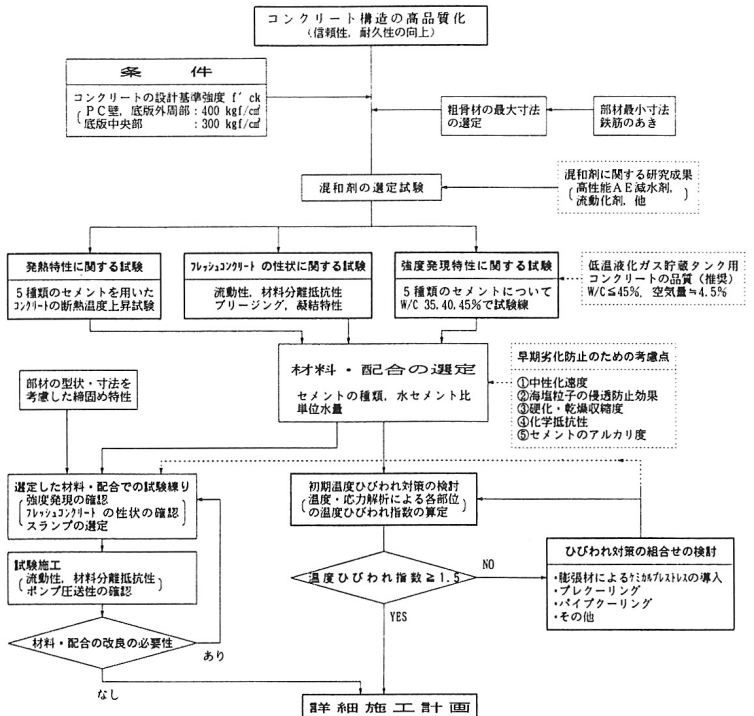 コンクリート構造の高品質化
(信頼性, 耐久性の向上)
条 件
コンクリートの設計基準強度 f´ck
PC壁, 底版外周部:400 kgf/cm²
底版中央部 :300 kgf/cm²
粗骨材の最大寸法
の選定
部材最小寸法
鉄筋のあき
混和剤の選定試験
混和剤に関する研究成果
高性能AE減水剤,
流動化剤, 他
発熱特性に関する試験
5種類のセメントを用いた
コンクリートの断熱温度上昇試験
フレッシュコンクリート の性状に関する試験
流動性, 材料分離抵抗性
ブリージング, 凝結特性
強度発現特性に関する試験
5種類のセメントについて
W/C 35.40.45%で試験練
低温液化ガス貯蔵タンク用
コンクリートの品質(推奨)
W/C≦45%, 空気量≒4.5%
材料・配合の選定
セメントの種類, 水セメント比
単位水量
早期劣化防止のための考慮点
①中性化速度
②海塩粒子の浸透防止効果
③硬化・乾燥収縮度
④化学抵抗性
⑤セメントのアルカリ度
部材の型状・寸法を
考慮した締固め特性
選定した材料・配合での試験練り
強度発現の確認
フレッシュコンクリート の性状の確認
スランプの選定
初期温度ひびわれ対策の検討
温度・応力解析による各部位
の温度ひびわれ指数の算定
試験施工
流動性, 材料分離抵抗性
ポンプ圧送性の確認
温度ひびわれ指数≧1.5
NO
YES
ひびわれ対策の組合せの検討
・膨張材によるケミカルプレストレスの導入
・プレクーリング
・パイプクーリング
・その他
材料・配合の改良の必要性
あり
なし
詳細施工計画